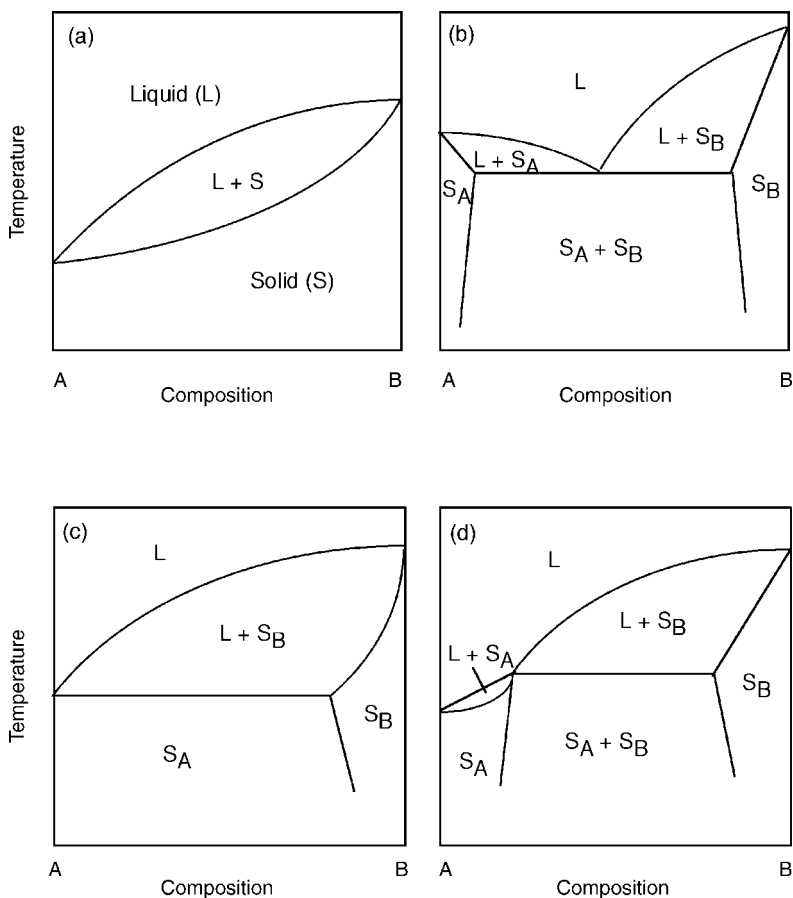 (a)
Liquid (L)
L + S
Solid (S)
Temperature
A
B
Composition
(b)
L
L + SA
L + SB
SA
SB
SA + SB
A
B
Composition
(c)
L
L + SB
SB
SA
Temperature
A
B
Composition
(d)
L
L + SB
L + SA
SB
SA
SA + SB
A
B
Composition